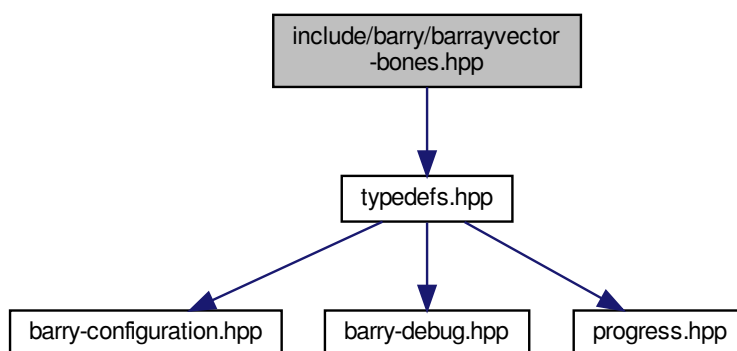 include/barry/barrayvector
-bones.hpp
typedefs.hpp
barry-configuration.hpp
barry-debug.hpp
progress.hpp